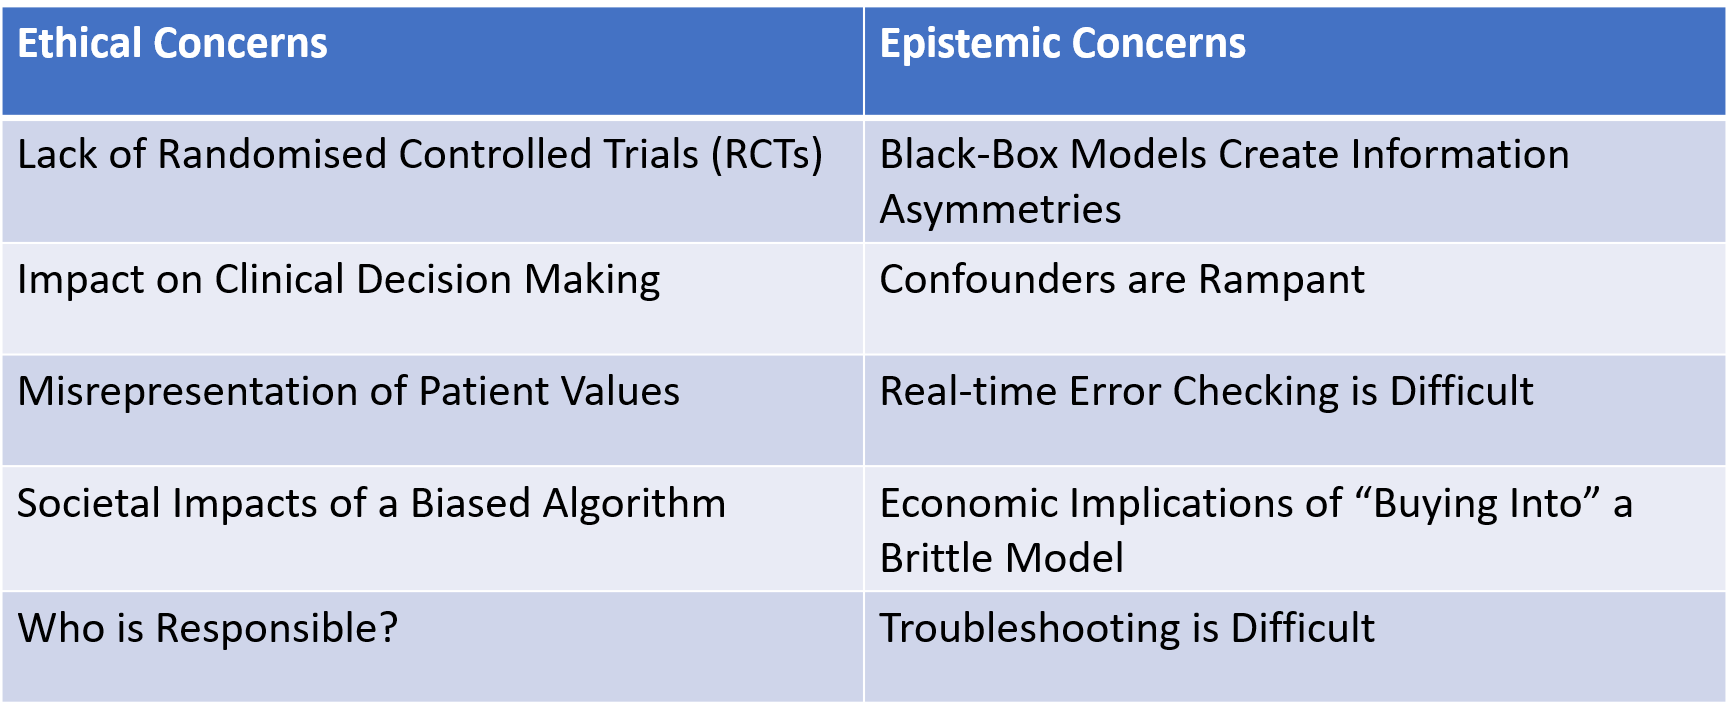 Ethical Concerns
Epistemic Concerns
Lack of Randomised Controlled Trials (RCTs)
Black-Box Models Create Information
Asymmetries
Impact on Clinical Decision Making
Confounders are Rampant
Misrepresentation of Patient Values
Real-time Error Checking is Difficult
Societal Impacts of a Biased Algorithm
Economic Implications of “Buying Into” a
Brittle Model
Who is Responsible?
Troubleshooting is Difficult